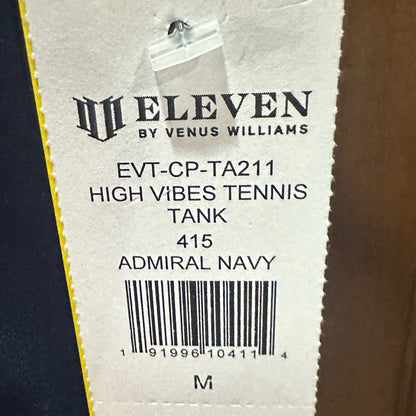 ELEVEN
BY VENUS WILLIAMS
EVT-CP-TA211
HIGH VIBES TENNIS
TANK
415
ADMIRAL NAVY
1 91996 10411 4
M